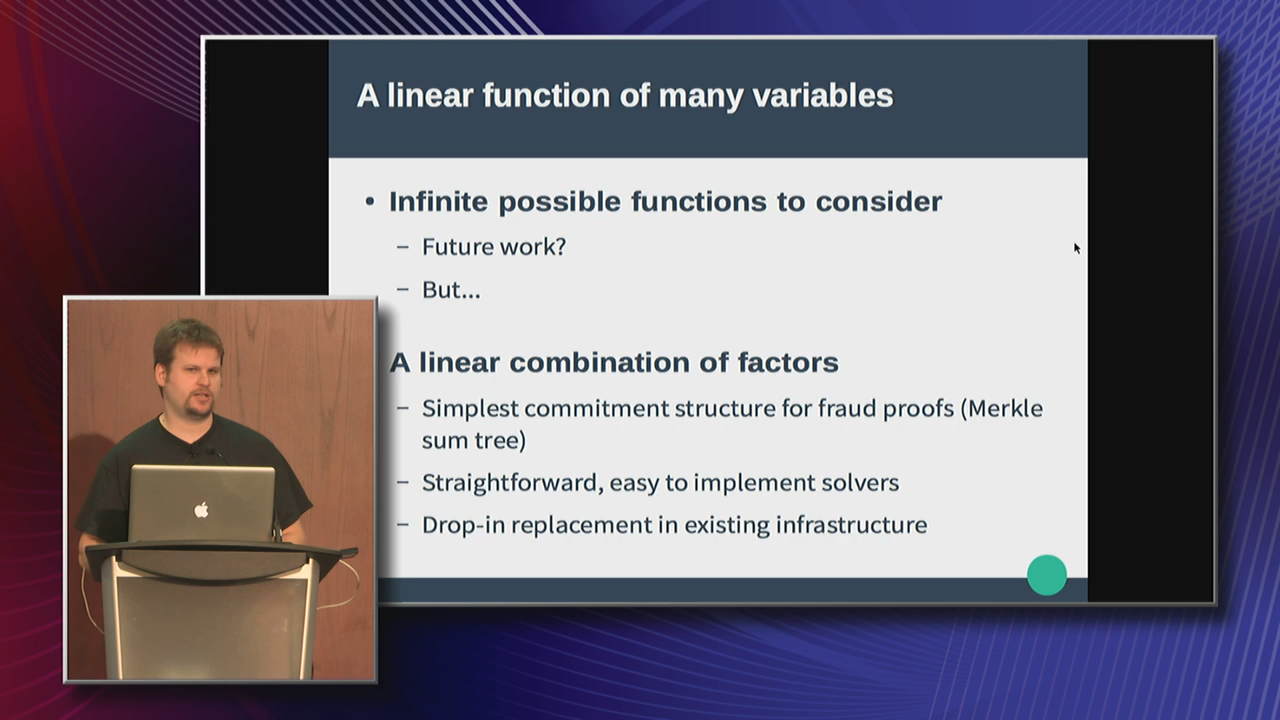 A linear function of many variables
• Infinite possible functions to consider
– Future work?
– But...
A linear combination of factors
– Simplest commitment structure for fraud proofs (Merkle
sum tree)
– Straightforward, easy to implement solvers
– Drop-in replacement in existing infrastructure